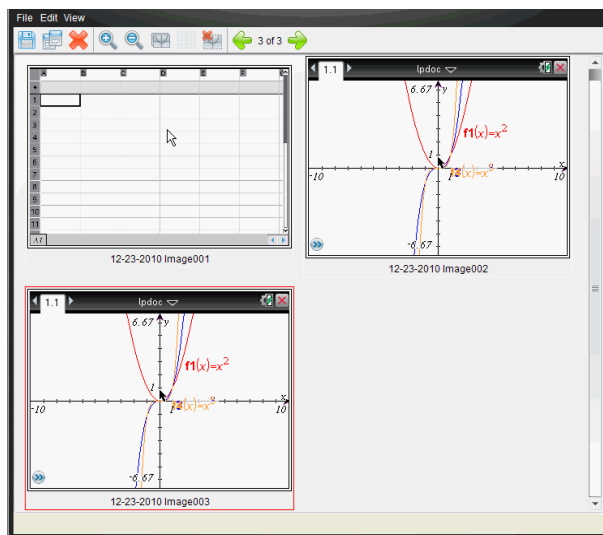 File Edit View
3 of 3
A B C D E F
1
2
3
4
5
6
7
8
9
10
11
12-23-2010 Image001
1.1 lpdoc
6.67 y
f1(x)=x²
1
x
-10 1 10
-6.67
12-23-2010 Image002
1.1 lpdoc
6.67 y
f1(x)=x²
1
x
-10 1 10
-6.67
12-23-2010 Image003